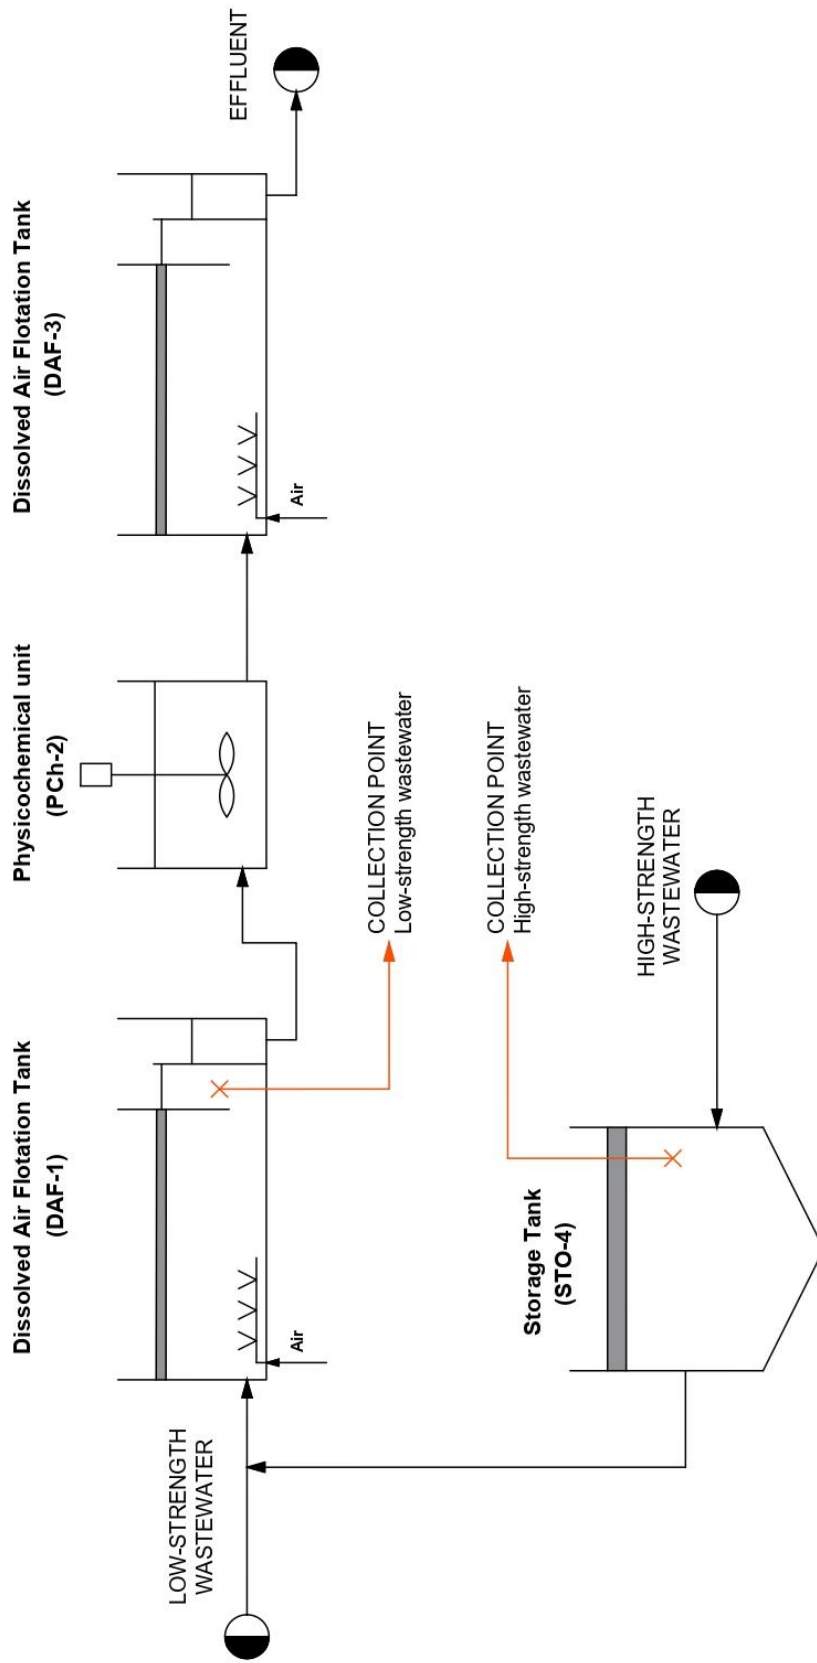 Dissolved Air Flotation Tank
(DAF-1)
Physicochemical unit
(PCh-2)
Dissolved Air Flotation Tank
(DAF-3)
LOW-STRENGTH
WASTEWATER
Air
Air
EFFLUENT
COLLECTION POINT
Low-strength wastewater
Storage Tank
(STO-4)
COLLECTION POINT
High-strength wastewater
HIGH-STRENGTH
WASTEWATER